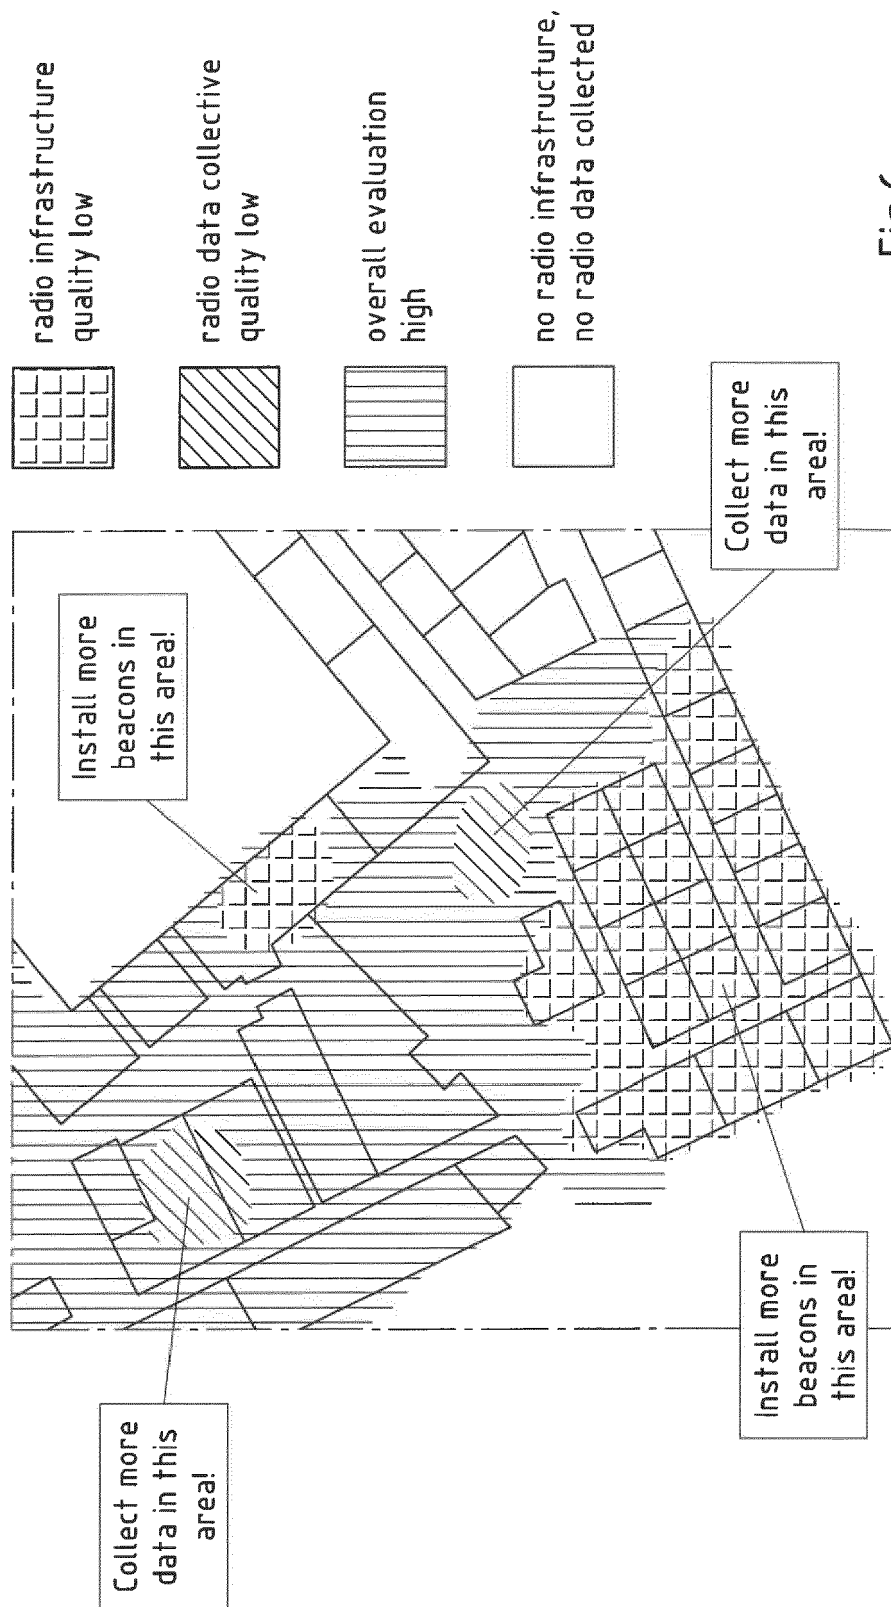 Collect more
data in this
area!
Install more
beacons in
this area!
Install more
beacons in
this area!
Collect more
data in this
area!
radio infrastructure
quality low
radio data collective
quality low
overall evaluation
high
no radio infrastructure,
no radio data collected